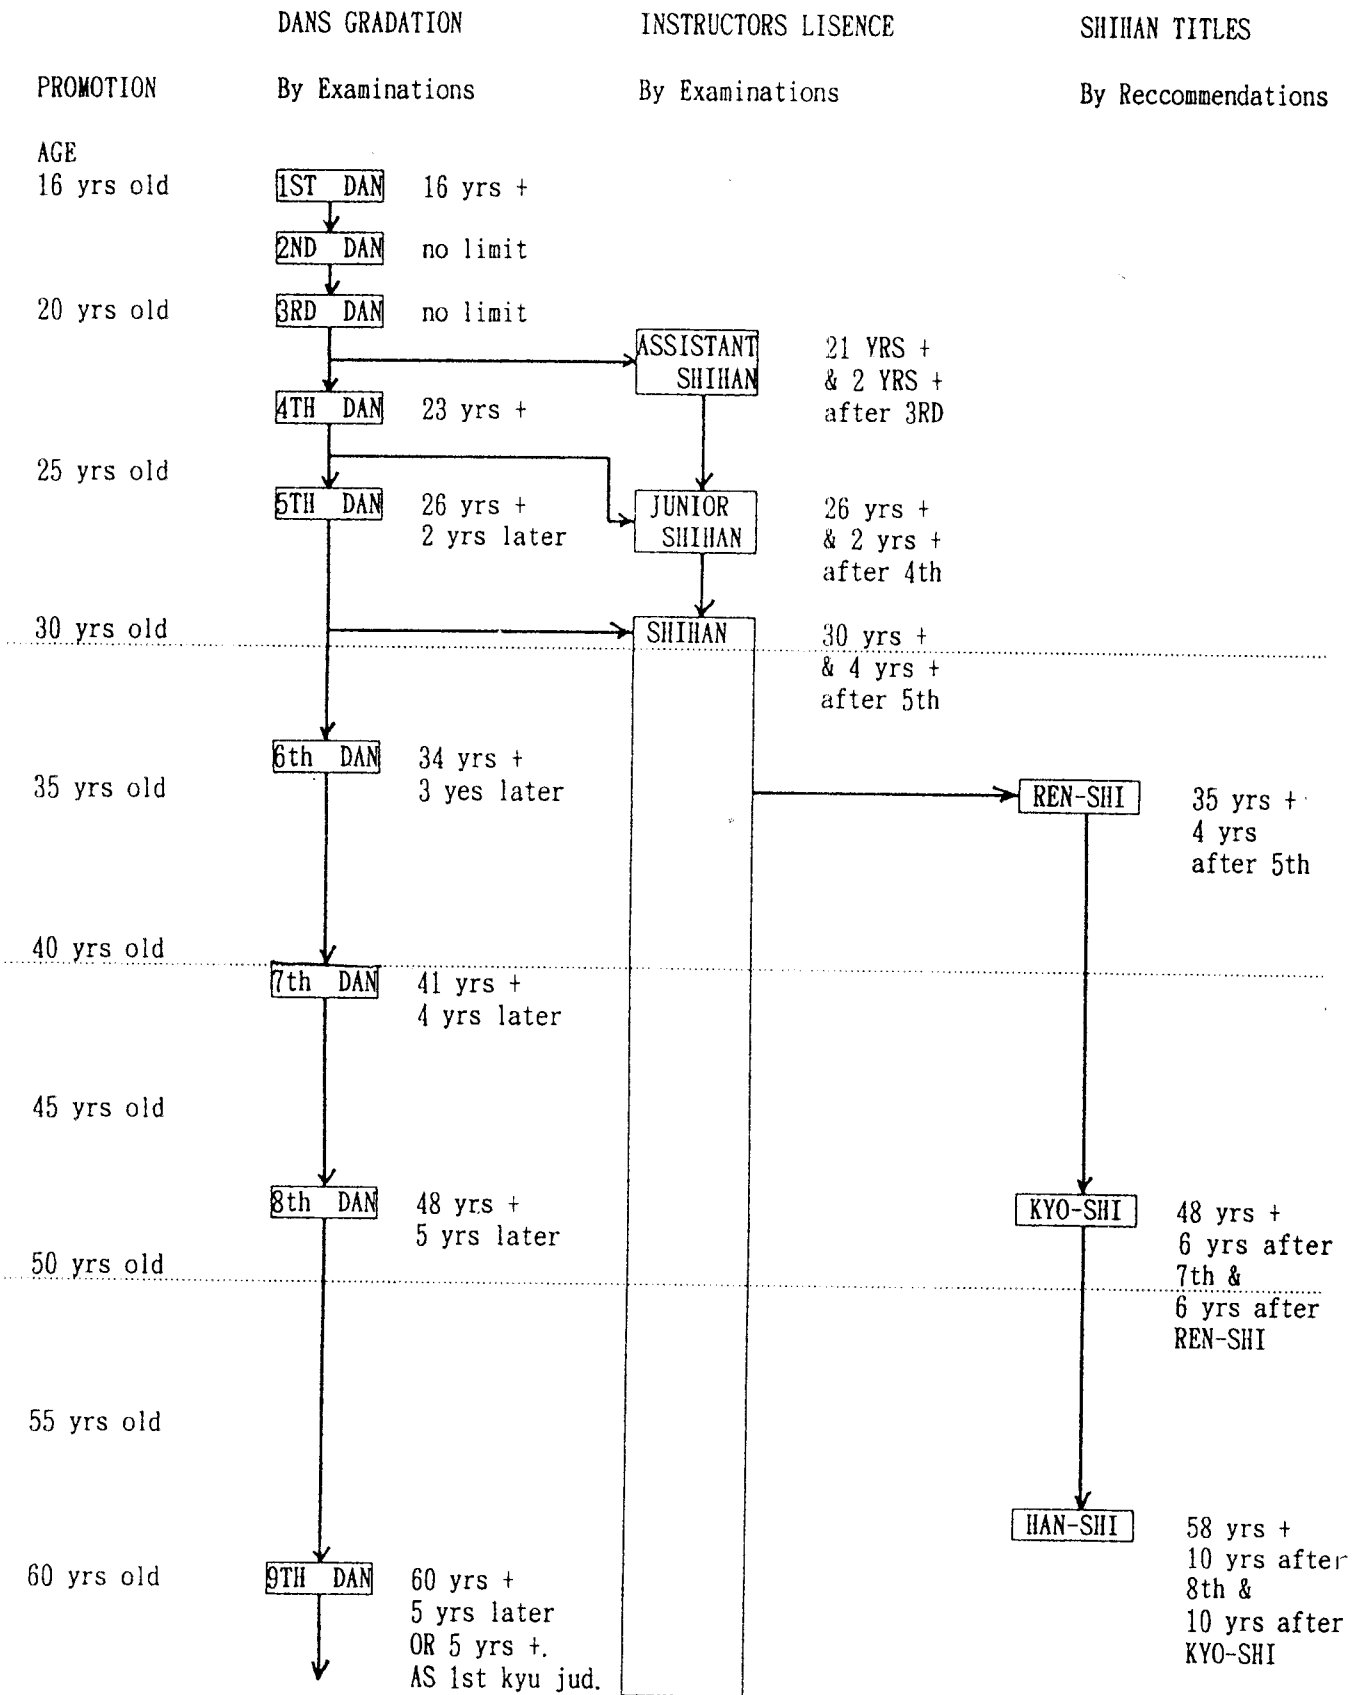 DANS GRADATION INSTRUCTORS LISENCE SHIHAN TITLES
PROMOTION By Examinations By Examinations By Reccommendations
AGE
16 yrs old 1ST DAN 16 yrs +
2ND DAN no limit
20 yrs old 3RD DAN no limit
ASSISTANT 21 YRS +
SHIHAN & 2 YRS +
4TH DAN 23 yrs + after 3RD
25 yrs old
5TH DAN 26 yrs + JUNIOR 26 yrs +
2 yrs later SHIHAN & 2 yrs +
after 4th
30 yrs old SHIHAN 30 yrs +
& 4 yrs +
after 5th
6th DAN 34 yrs +
35 yrs old 3 yes later REN-SHI 35 yrs +
4 yrs
after 5th
40 yrs old
7th DAN 41 yrs +
4 yrs later
45 yrs old
8th DAN 48 yrs + KYO-SHI 48 yrs +
5 yrs later 6 yrs after
50 yrs old 7th &
6 yrs after
REN-SHI
55 yrs old
HAN-SHI 58 yrs +
10 yrs after
60 yrs old 9TH DAN 60 yrs + 8th &
5 yrs later 10 yrs after
OR 5 yrs +. KYO-SHI
AS 1st kyu jud.